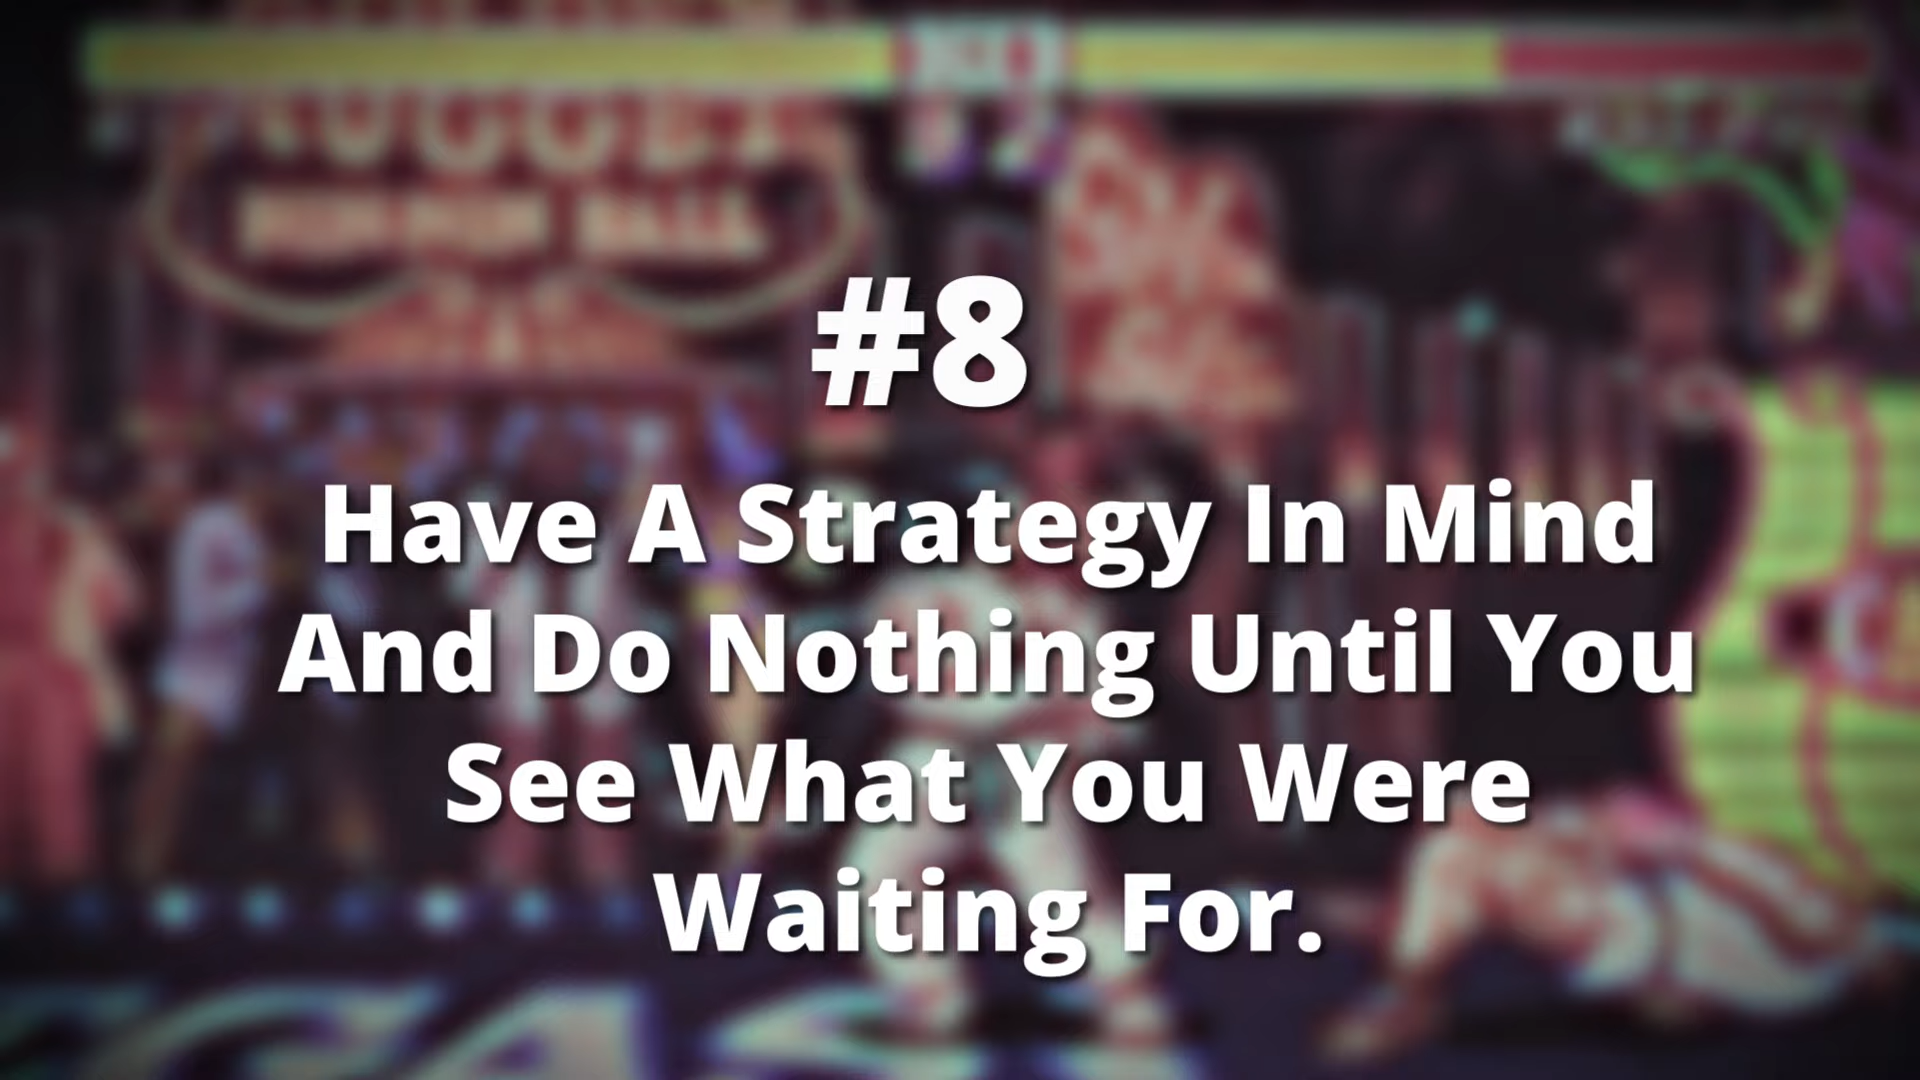 #8
Have A Strategy In Mind
And Do Nothing Until You
See What You Were
Waiting For.